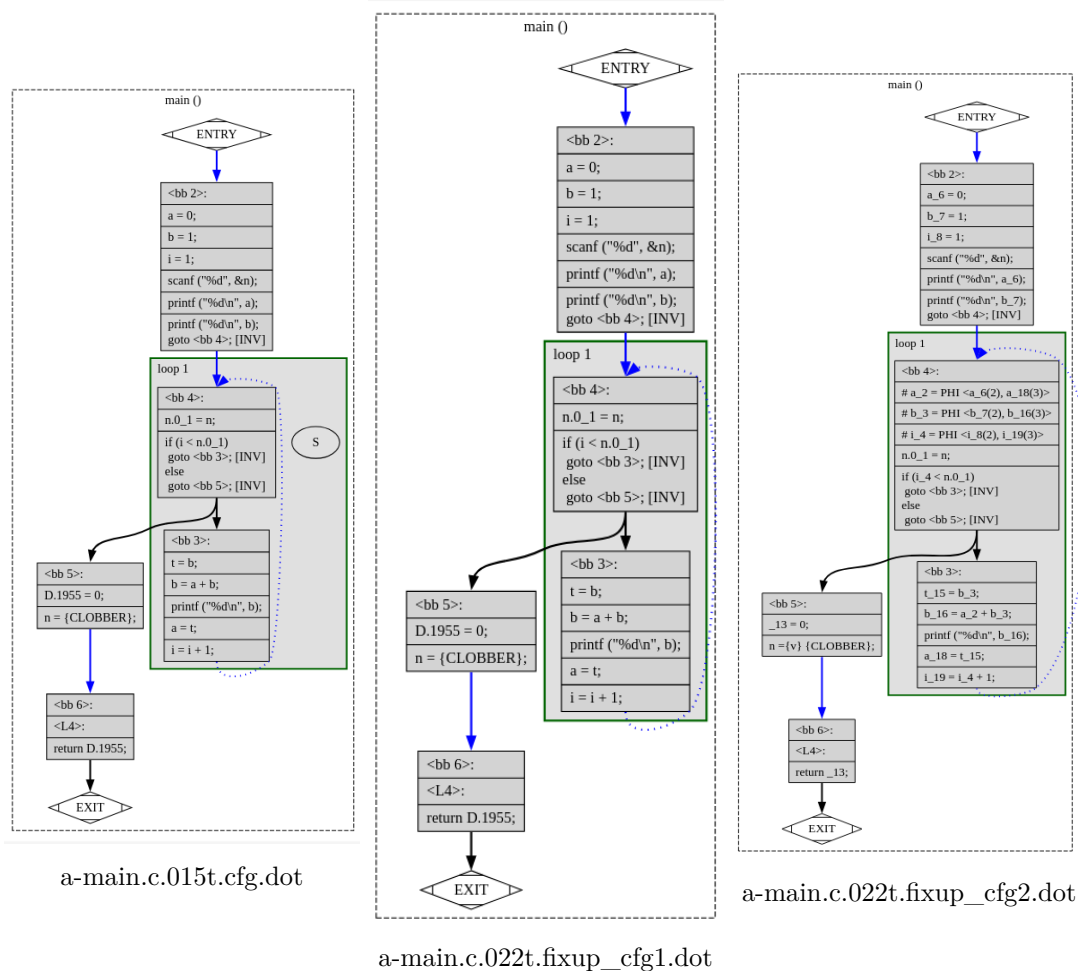 main ()
ENTRY
<bb 2>:
a = 0;
b = 1;
i = 1;
scanf ("%d", &n);
printf ("%d\n", a);
printf ("%d\n", b);
goto <bb 4>; [INV]
loop 1
<bb 4>:
n.0_1 = n;
if (i < n.0_1)
goto <bb 3>; [INV]
else
goto <bb 5>; [INV]
S
<bb 3>:
t = b;
b = a + b;
printf ("%d\n", b);
a = t;
i = i + 1;
<bb 5>:
D.1955 = 0;
n = {CLOBBER};
<bb 6>:
<L4>:
return D.1955;
EXIT
a-main.c.015t.cfg.dot
main ()
ENTRY
<bb 2>:
a = 0;
b = 1;
i = 1;
scanf ("%d", &n);
printf ("%d\n", a);
printf ("%d\n", b);
goto <bb 4>; [INV]
loop 1
<bb 4>:
n.0_1 = n;
if (i < n.0_1)
goto <bb 3>; [INV]
else
goto <bb 5>; [INV]
<bb 3>:
t = b;
b = a + b;
printf ("%d\n", b);
a = t;
i = i + 1;
<bb 5>:
D.1955 = 0;
n = {CLOBBER};
<bb 6>:
<L4>:
return D.1955;
EXIT
a-main.c.022t.fixup_cfg1.dot
main ()
ENTRY
<bb 2>:
a_6 = 0;
b_7 = 1;
i_8 = 1;
scanf ("%d", &n);
printf ("%d\n", a_6);
printf ("%d\n", b_7);
goto <bb 4>; [INV]
loop 1
<bb 4>:
# a_2 = PHI <a_6(2), a_18(3)>
# b_3 = PHI <b_7(2), b_16(3)>
# i_4 = PHI <i_8(2), i_19(3)>
n.0_1 = n;
if (i_4 < n.0_1)
goto <bb 3>; [INV]
else
goto <bb 5>; [INV]
<bb 3>:
t_15 = b_3;
b_16 = a_2 + b_3;
printf ("%d\n", b_16);
a_18 = t_15;
i_19 = i_4 + 1;
<bb 5>:
_13 = 0;
n ={v} {CLOBBER};
<bb 6>:
<L4>:
return _13;
EXIT
a-main.c.022t.fixup_cfg2.dot